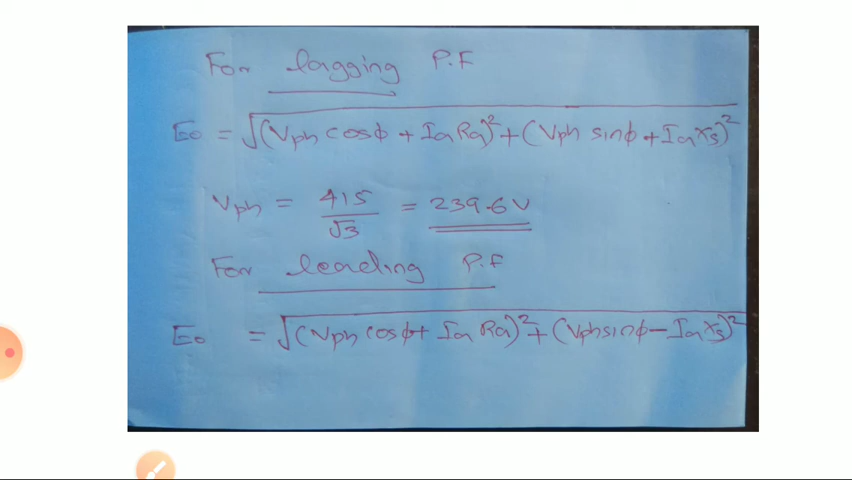 For lagging P.F
E₀ = √(Vph cosϕ + Ia Ra)² + (Vph sinϕ + Ia Xs)²
Vph = 415/√3 = 239.6 V
For leading P.F
E₀ = √(Vph cosϕ + Ia Ra)² + (Vph sinϕ − Ia Xs)²